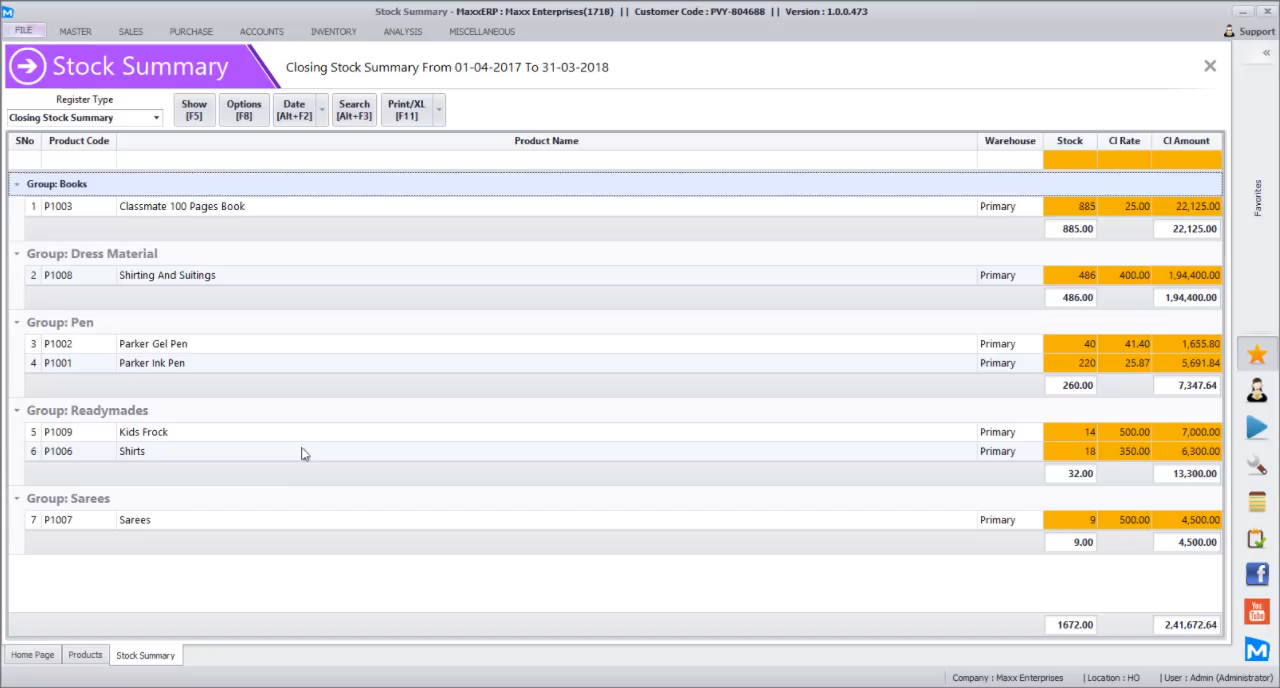 Stock Summary - MaxxERP : Maxx Enterprises(1718) || Customer Code : PVY-804688 || Version : 1.0.0.473
FILE MASTER SALES PURCHASE ACCOUNTS INVENTORY ANALYSIS MISCELLANEOUS Support
Stock Summary Closing Stock Summary From 01-04-2017 To 31-03-2018
Register Type
Closing Stock Summary
Show [F5] Options [F8] Date [Alt+F2] Search [Alt+F3] Print/XL [F11]
SNo Product Code Product Name Warehouse Stock Cl Rate Cl Amount
Group: Books
1 P1003 Classmate 100 Pages Book Primary 885 25.00 22,125.00
885.00 22,125.00
Group: Dress Material
2 P1008 Shirting And Suitings Primary 486 400.00 1,94,400.00
486.00 1,94,400.00
Group: Pen
3 P1002 Parker Gel Pen Primary 40 41.40 1,655.80
4 P1001 Parker Ink Pen Primary 220 25.87 5,691.84
260.00 7,347.64
Group: Readymades
5 P1009 Kids Frock Primary 14 500.00 7,000.00
6 P1006 Shirts Primary 18 350.00 6,300.00
32.00 13,300.00
Group: Sarees
7 P1007 Sarees Primary 9 500.00 4,500.00
9.00 4,500.00
1672.00 2,41,672.64
Favorites
You Tube
Home Page Products Stock Summary
Company : Maxx Enterprises | Location : HO | User : Admin (Administrator)